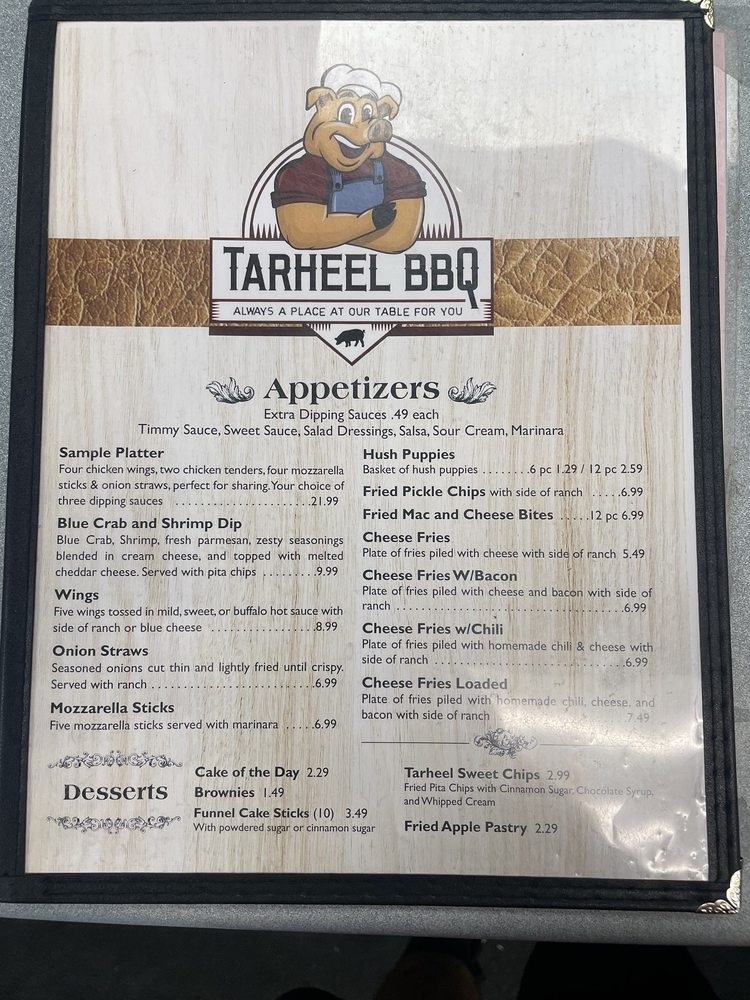 TARHEEL BBQ
ALWAYS A PLACE AT OUR TABLE FOR YOU
Appetizers
Extra Dipping Sauces .49 each
Timmy Sauce, Sweet Sauce, Salad Dressings, Salsa, Sour Cream, Marinara
Sample Platter
Four chicken wings, two chicken tenders, four mozzarella
sticks & onion straws, perfect for sharing. Your choice of
three dipping sauces ......................21.99
Blue Crab and Shrimp Dip
Blue Crab, Shrimp, fresh parmesan, zesty seasonings
blended in cream cheese, and topped with melted
cheddar cheese. Served with pita chips .........9.99
Wings
Five wings tossed in mild, sweet, or buffalo hot sauce with
side of ranch or blue cheese .................8.99
Onion Straws
Seasoned onions cut thin and lightly fried until crispy.
Served with ranch...........................6.99
Mozzarella Sticks
Five mozzarella sticks served with marinara .....6.99
Hush Puppies
Basket of hush puppies ........6 pc 1.29 / 12 pc 2.59
Fried Pickle Chips with side of ranch .....6.99
Fried Mac and Cheese Bites .....12 pc 6.99
Cheese Fries
Plate of fries piled with cheese with side of ranch 5.49
Cheese Fries W/Bacon
Plate of fries piled with cheese and bacon with side of
ranch .....................................6.99
Cheese Fries w/Chili
Plate of fries piled with homemade chili & cheese with
side of ranch ...............................6.99
Cheese Fries Loaded
Plate of fries piled with homemade chili, cheese, and
bacon with side of ranch 7.49
Desserts
Cake of the Day 2.29
Brownies 1.49
Funnel Cake Sticks (10) 3.49
With powdered sugar or cinnamon sugar
Tarheel Sweet Chips 2.99
Fried Pita Chips with Cinnamon Sugar, Chocolate Syrup,
and Whipped Cream
Fried Apple Pastry 2.29